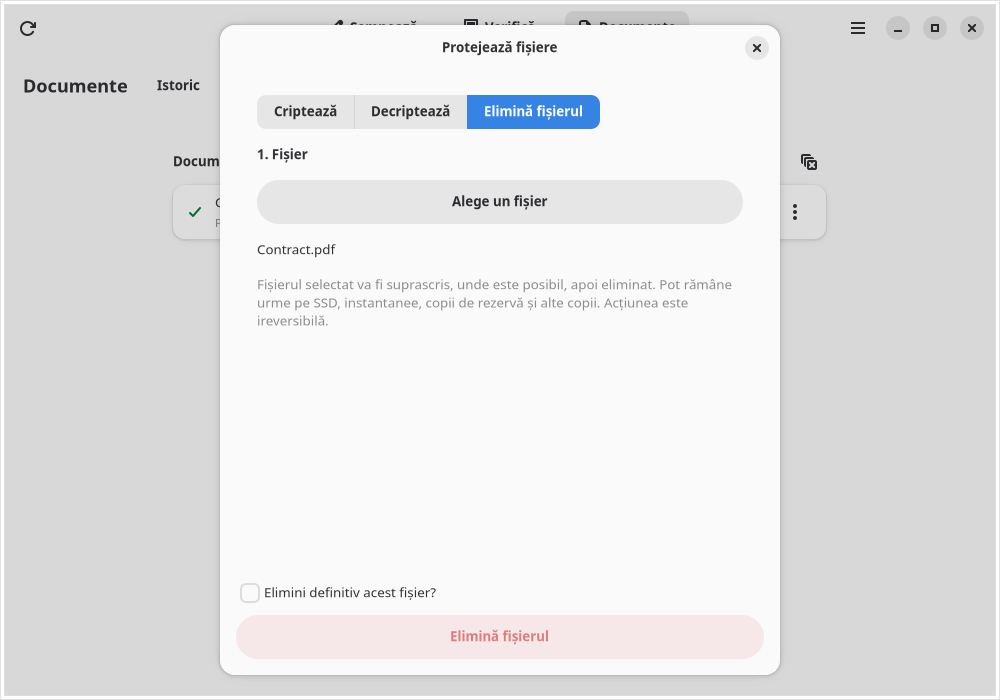 Protejează fișiere
Documente
Istoric
Criptează
Decriptează
Elimină fișierul
1. Fișier
Alege un fișier
Contract.pdf
Fișierul selectat va fi suprascris, unde este posibil, apoi eliminat. Pot rămâne
urme pe SSD, instantanee, copii de rezervă și alte copii. Acțiunea este
ireversibilă.
Elimini definitiv acest fișier?
Elimină fișierul